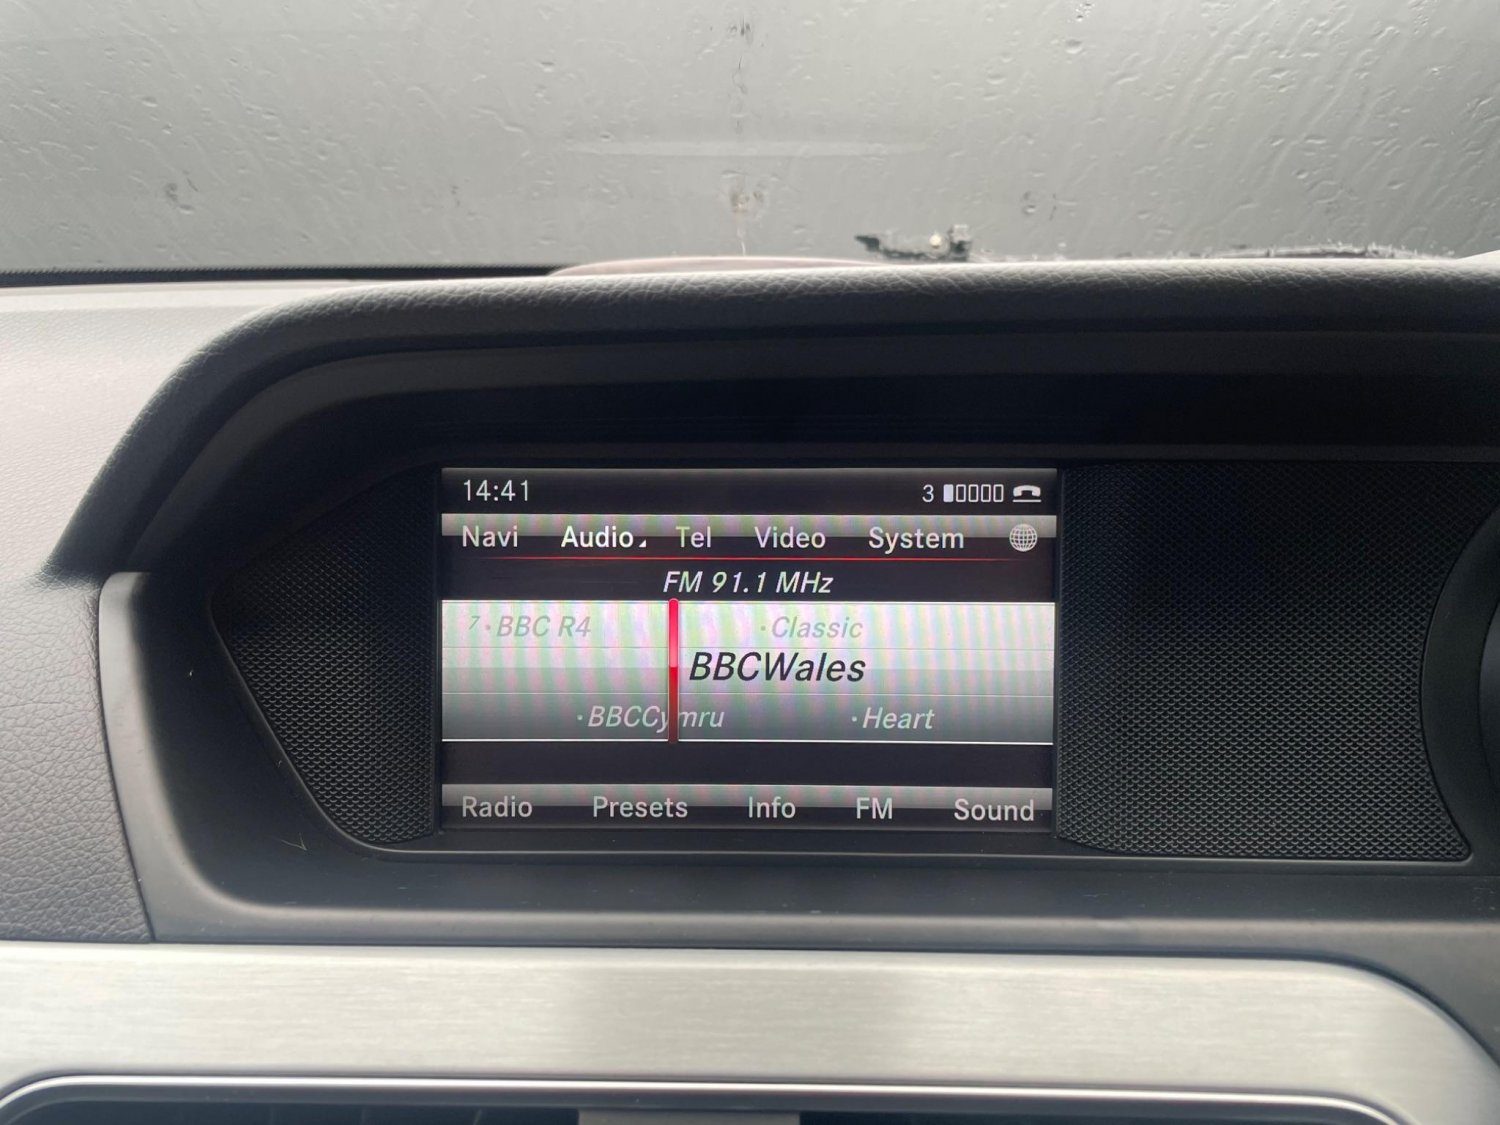 14:41 3
Navi Audio Tel Video System
FM 91.1 MHz
7 · BBC R4 · Classic
BBCWales
· BBCCymru · Heart
Radio Presets Info FM Sound